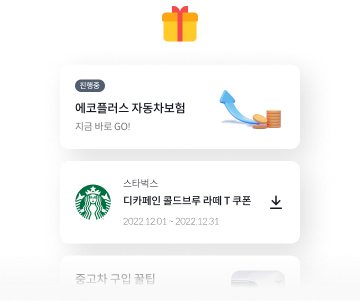 진행중
에코플러스 자동차보험
지금 바로 GO!
스타벅스
디카페인 콜드브루 라떼 T 쿠폰
2022.12.01 ~ 2022.12.31
중고차 구입 꿀팁